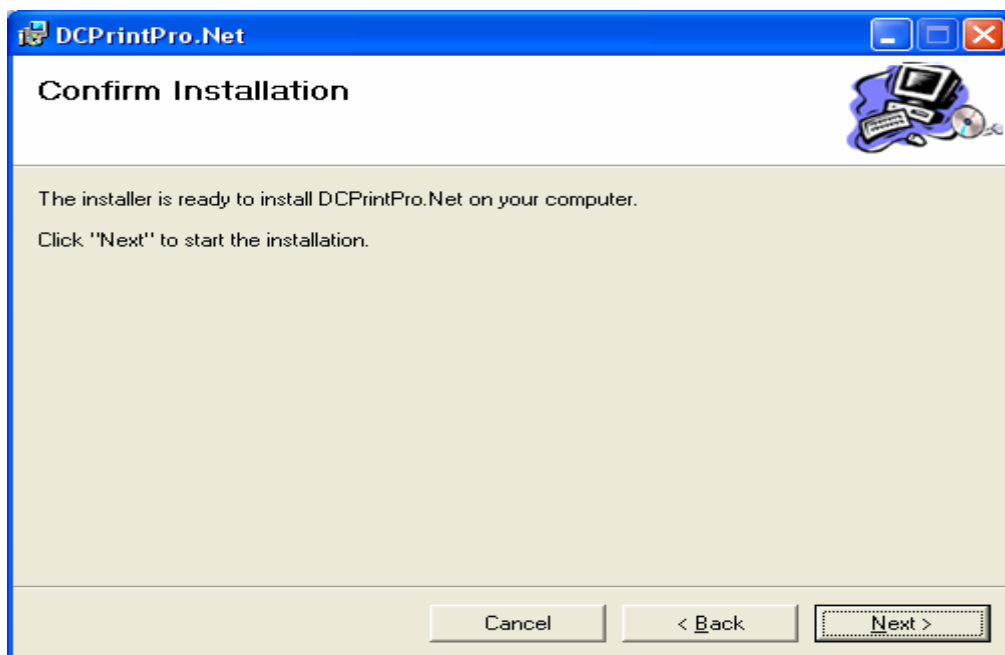 DCPrintPro.Net
Confirm Installation
The installer is ready to install DCPrintPro.Net on your computer.
Click "Next" to start the installation.
Cancel
< Back
Next >